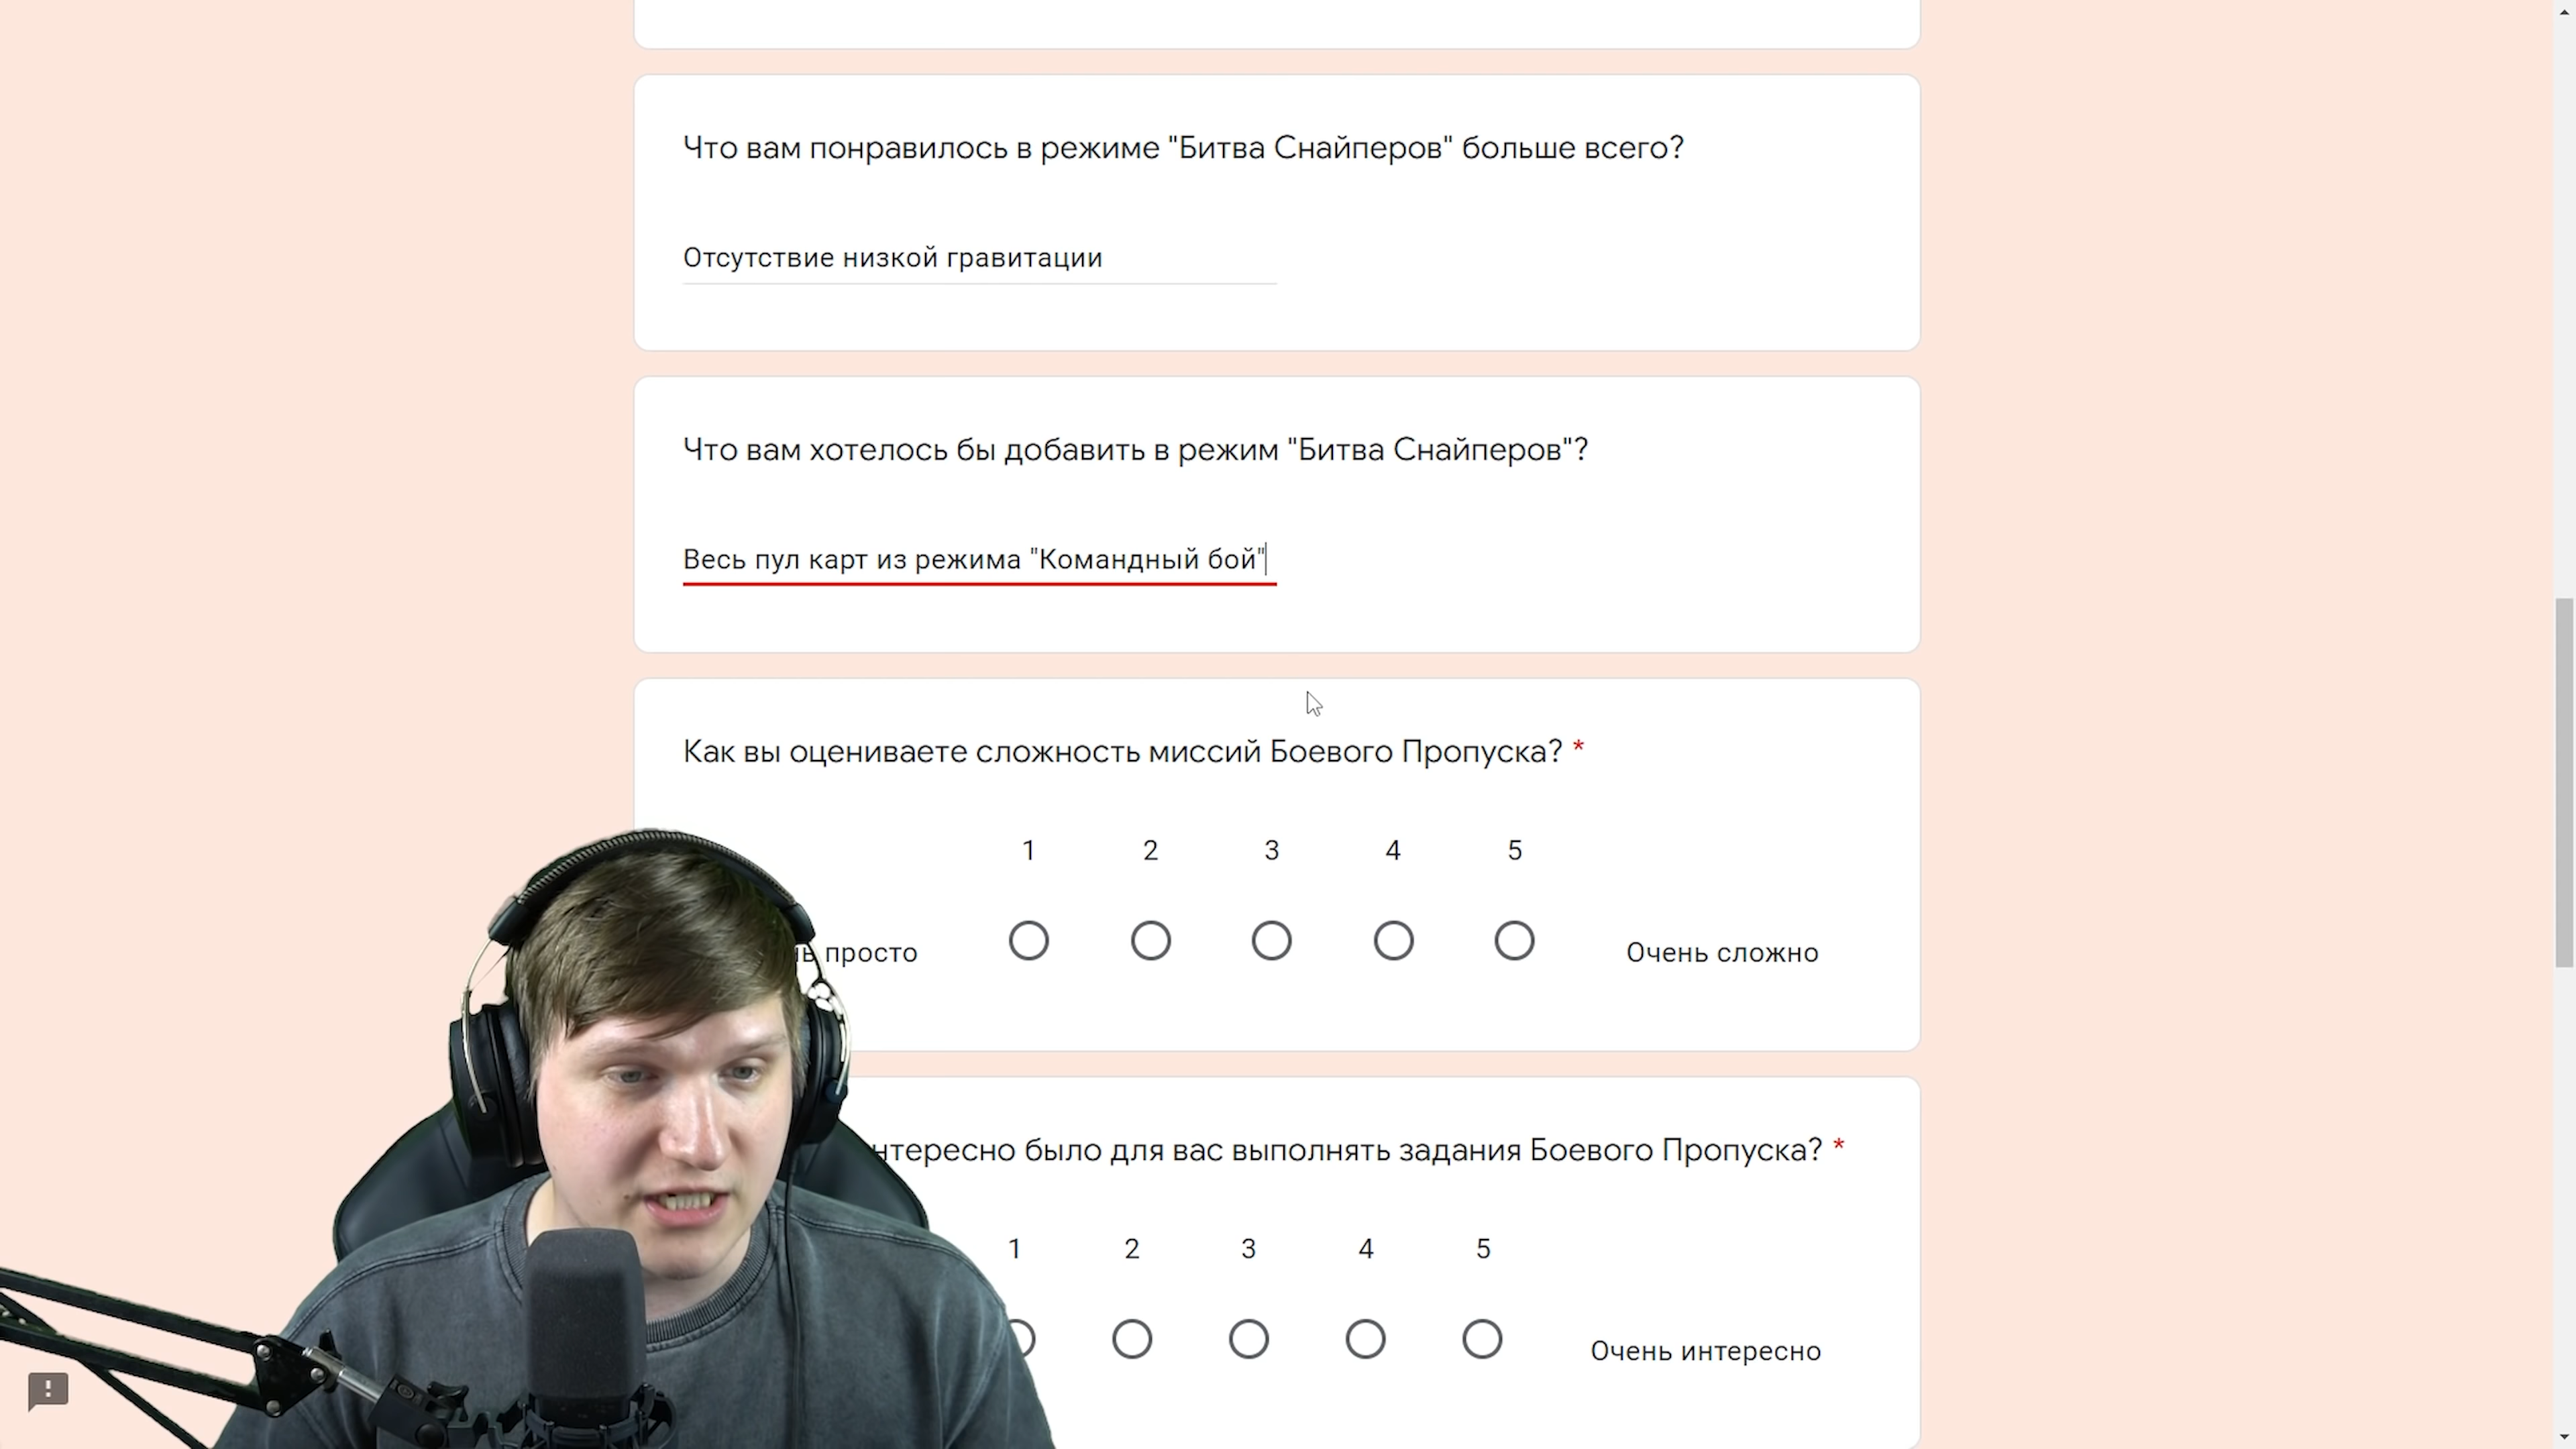 Что вам понравилось в режиме "Битва Снайперов" больше всего?
Отсутствие низкой гравитации
Что вам хотелось бы добавить в режим "Битва Снайперов"?
Весь пул карт из режима "Командный бой"
Как вы оцениваете сложность миссий Боевого Пропуска? *
1 2 3 4 5
просто
Очень сложно
было для вас выполнять задания Боевого Пропуска? *
1 2 3 4 5
Очень интересно